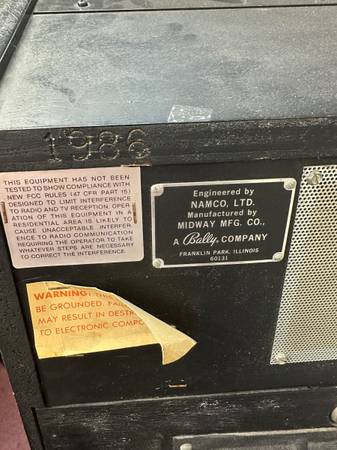 1986
THIS EQUIPMENT HAS NOT BEEN
TESTED TO SHOW COMPLIANCE WITH
NEW FCC RULES (47 CFR PART 15)
DESIGNED TO LIMIT INTERFERENCE
TO RADIO AND TV RECEPTION. OPER
ATION OF THIS EQUIPMENT IN A
RESIDENTIAL AREA IS LIKELY TO
CAUSE UNACCEPTABLE INTERFER
ENCE TO RADIO COMMUNICATION
REQUIRING THE OPERATOR TO TAKE
WHATEVER STEPS ARE NECESSARY
TO CORRECT THE INTERFERENCE.
Engineered by
NAMCO, LTD.
Manufactured by
MIDWAY MFG. CO.,
A Bally COMPANY
FRANKLIN PARK, ILLINOIS
60131
WARNING:
BE GROUNDED.
MAY RESULT IN
TO ELECTRONIC